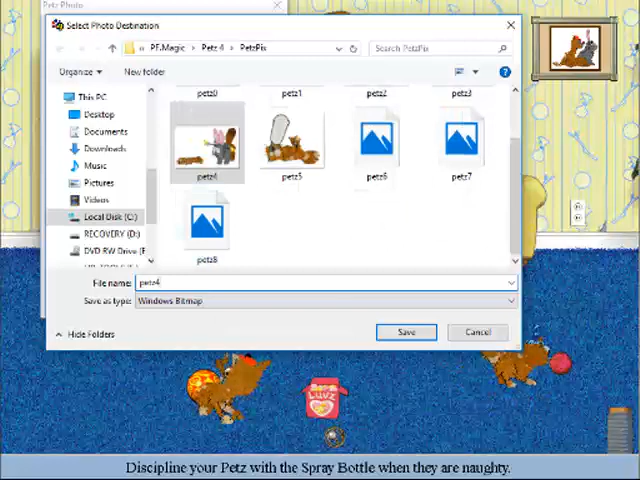 Petz Photo
Select Photo Destination
« PF.Magic › Petz 4 › PetzPix
Search PetzPix
Organize
New folder
This PC
Desktop
Documents
Downloads
Music
Pictures
Videos
Local Disk (C:)
RECOVERY (D:)
DVD RW Drive (E
petz0
petz1
petz2
petz3
petz4
petz5
petz6
petz7
petz8
File name: petz4
Save as type: Windows Bitmap
Hide Folders
Save
Cancel
LUVZ
Discipline your Petz with the Spray Bottle when they are naughty.